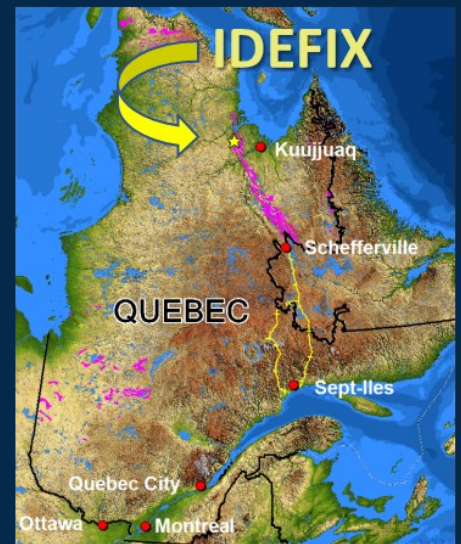 IDEFIX
Kuujjuaq
Schefferville
QUEBEC
Sept-Iles
Quebec City
Ottawa
Montreal